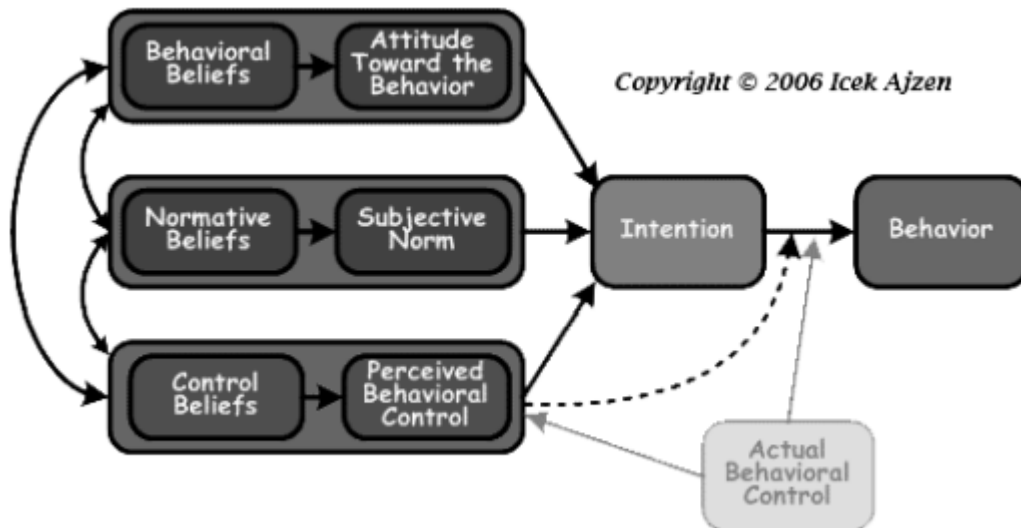 Behavioral
Beliefs
Attitude
Toward the
Behavior
Copyright © 2006 Icek Ajzen
Normative
Beliefs
Subjective
Norm
Intention
Behavior
Control
Beliefs
Perceived
Behavioral
Control
Actual
Behavioral
Control